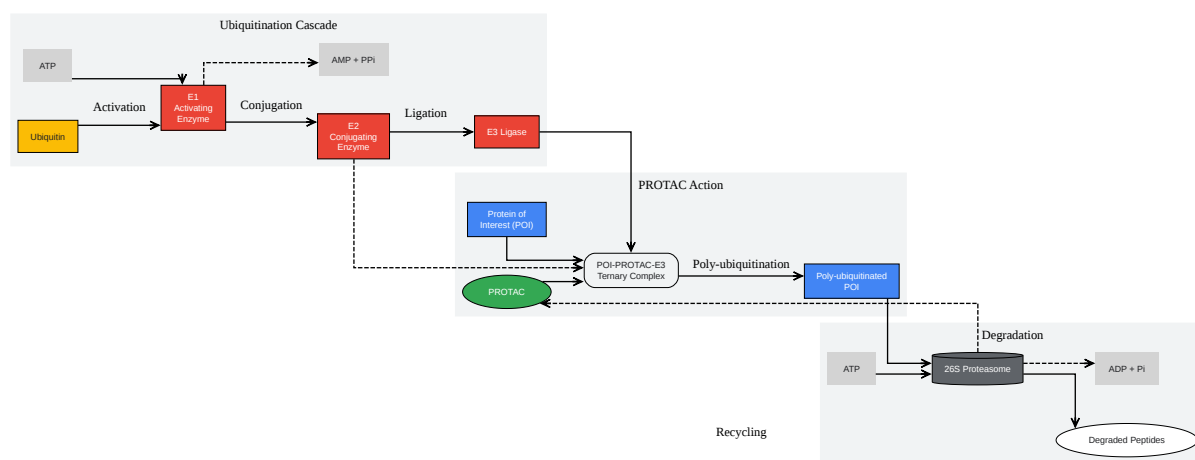 Ubiquitination Cascade
ATP
AMP + PPi
E1
Activating
Enzyme
Activation
Conjugation
Ligation
Ubiquitin
E2
Conjugating
Enzyme
E3 Ligase
PROTAC Action
Protein of
Interest (POI)
POI-PROTAC-E3
Ternary Complex
Poly-ubiquitination
Poly-ubiquitinated
POI
PROTAC
Degradation
ATP
26S Proteasome
ADP + Pi
Recycling
Degraded Peptides